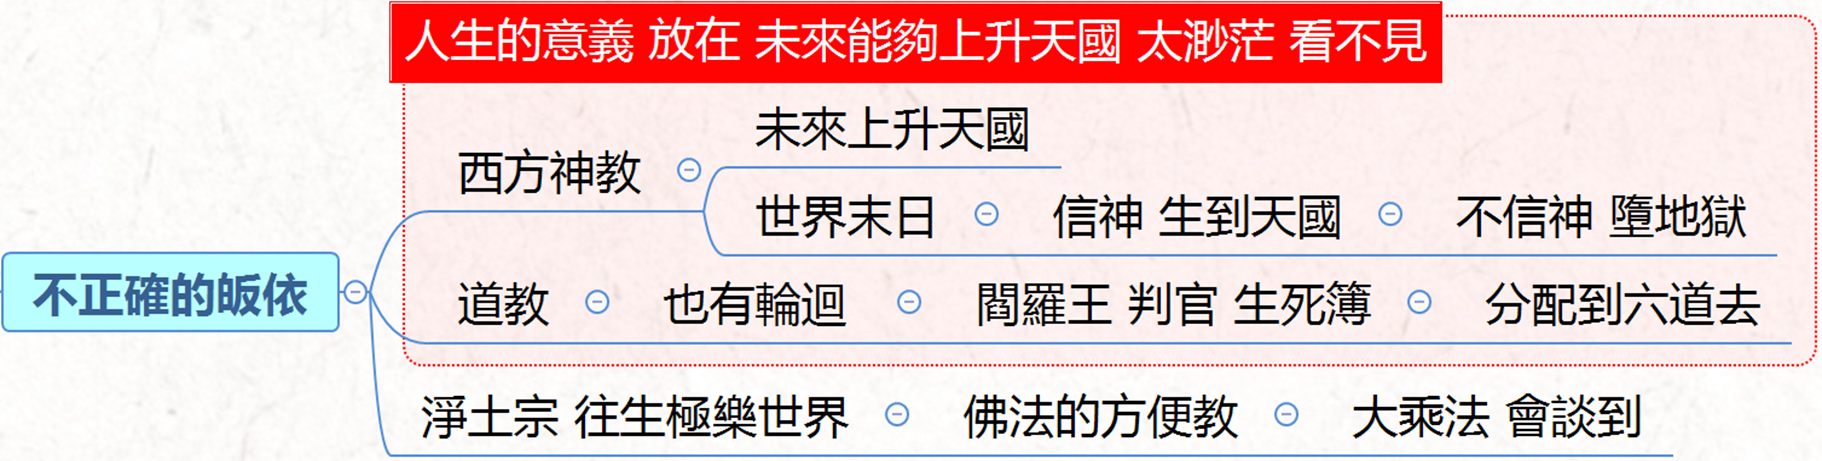 人生的意義 放在 未來能夠上升天國 太渺茫 看不見
未來上升天國
西方神教
世界末日 信神 生到天國 不信神 墮地獄
不正確的皈依
道教 也有輪迴 閻羅王 判官 生死簿 分配到六道去
淨土宗 往生極樂世界 佛法的方便教 大乘法 會談到